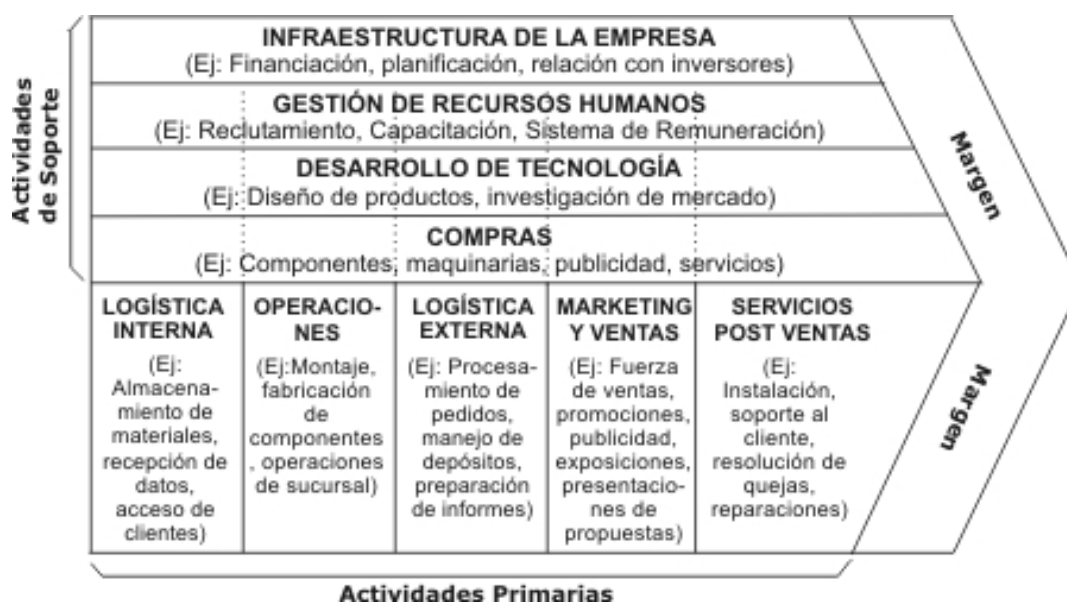 Actividades
de Soporte
INFRAESTRUCTURA DE LA EMPRESA
(Ej: Financiación, planificación, relación con inversores)
GESTIÓN DE RECURSOS HUMANOS
(Ej: Reclutamiento, Capacitación, Sistema de Remuneración)
DESARROLLO DE TECNOLOGÍA
(Ej: Diseño de productos, investigación de mercado)
COMPRAS
(Ej: Componentes, maquinarias, publicidad, servicios)
Margen
LOGÍSTICA
INTERNA
(Ej:
Almacena-
miento de
materiales,
recepción de
datos,
acceso de
clientes)
OPERACIO-
NES
(Ej:Montaje,
fabricación
de
componentes
, operaciones
de sucursal)
LOGÍSTICA
EXTERNA
(Ej: Procesa-
miento de
pedidos,
manejo de
depósitos,
preparación
de informes)
MARKETING
Y VENTAS
(Ej: Fuerza
de ventas,
promociones,
publicidad,
exposiciones,
presentacio-
nes de
propuestas)
SERVICIOS
POST VENTAS
(Ej:
Instalación,
soporte al
cliente,
resolución de
quejas,
reparaciones)
Margen
Actividades Primarias